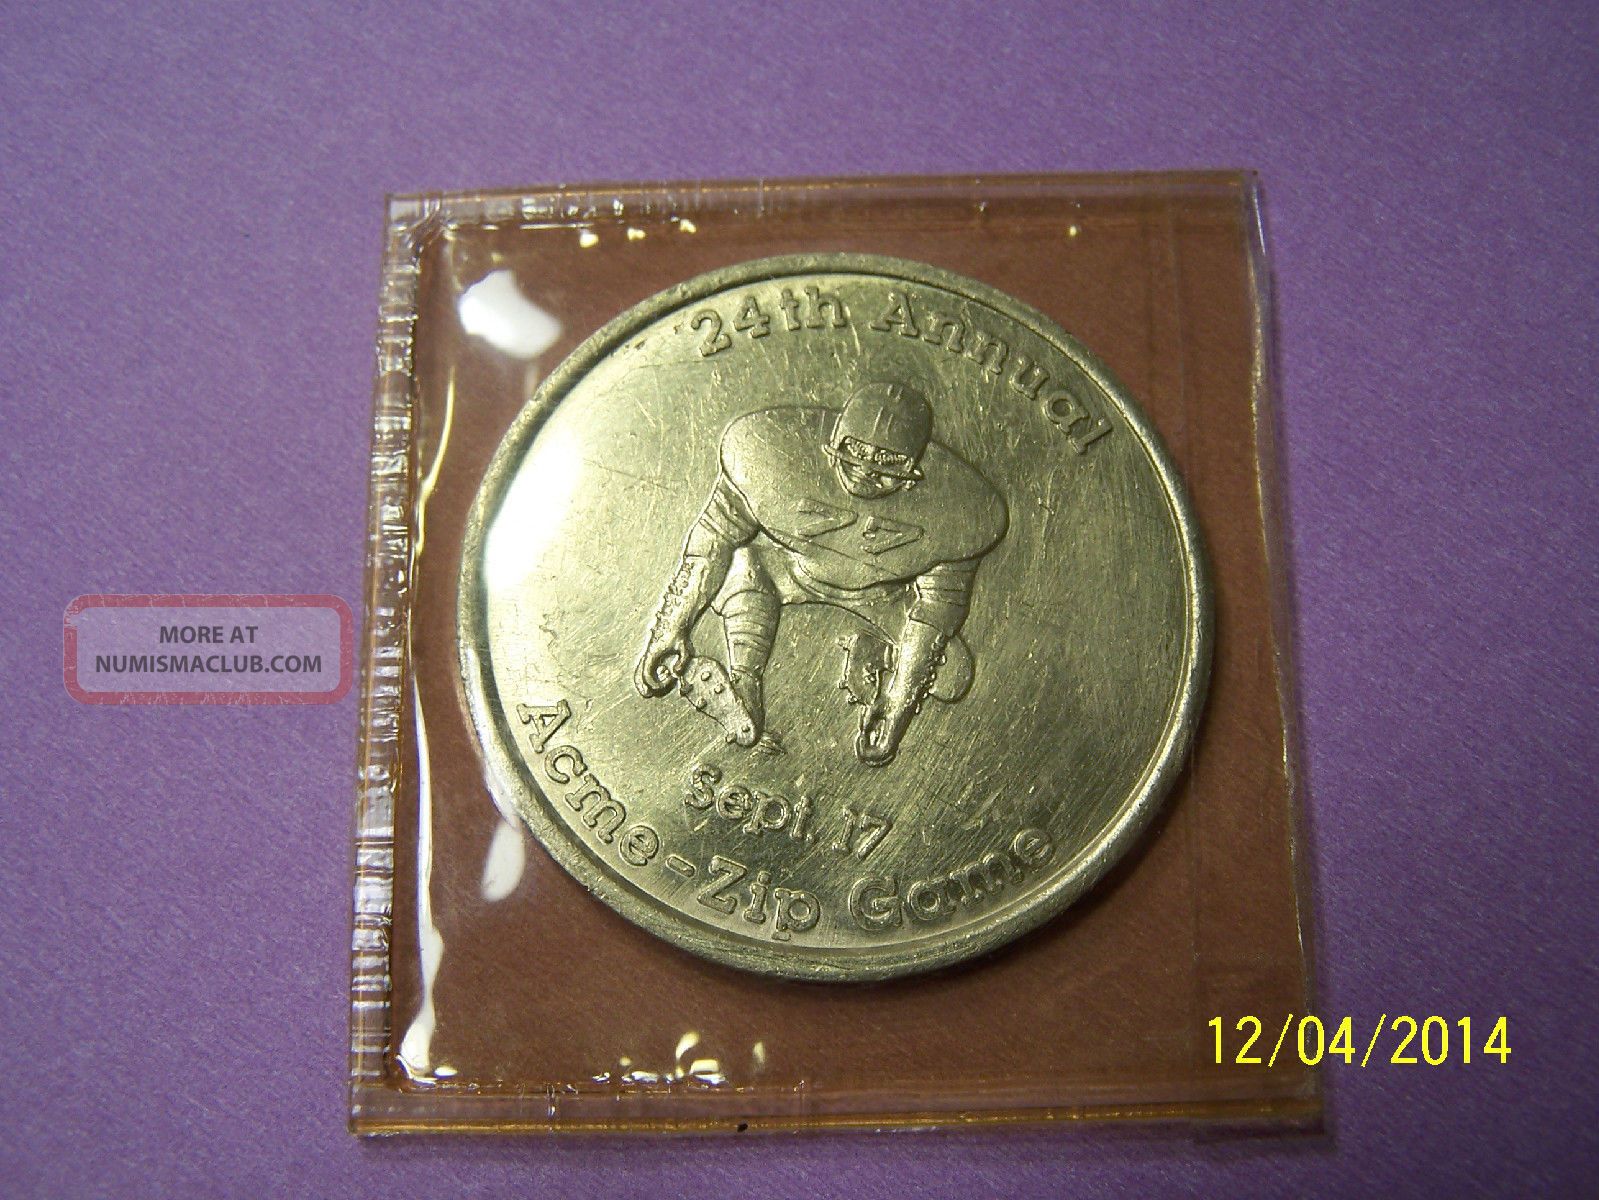 24th Annual
77
Sept. 17
Acme-Zip Game
MORE AT
NUMISMACLUB.COM
12/04/2014